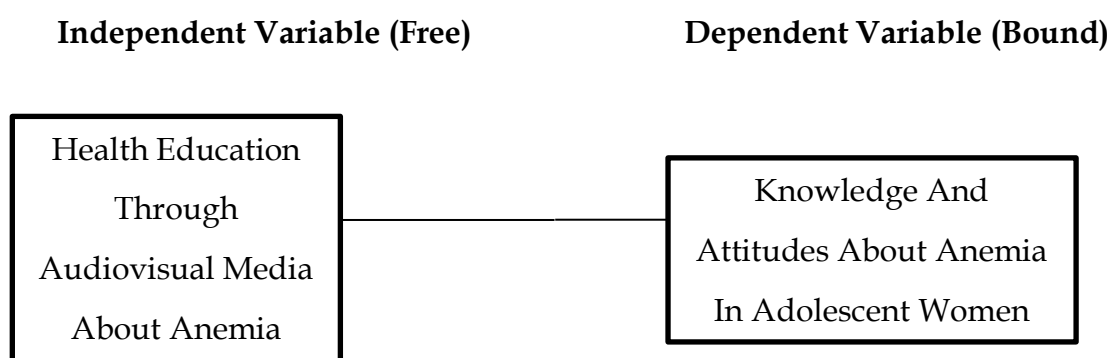 Independent Variable (Free)
Dependent Variable (Bound)
Health Education
Through
Audiovisual Media
About Anemia
Knowledge And
Attitudes About Anemia
In Adolescent Women